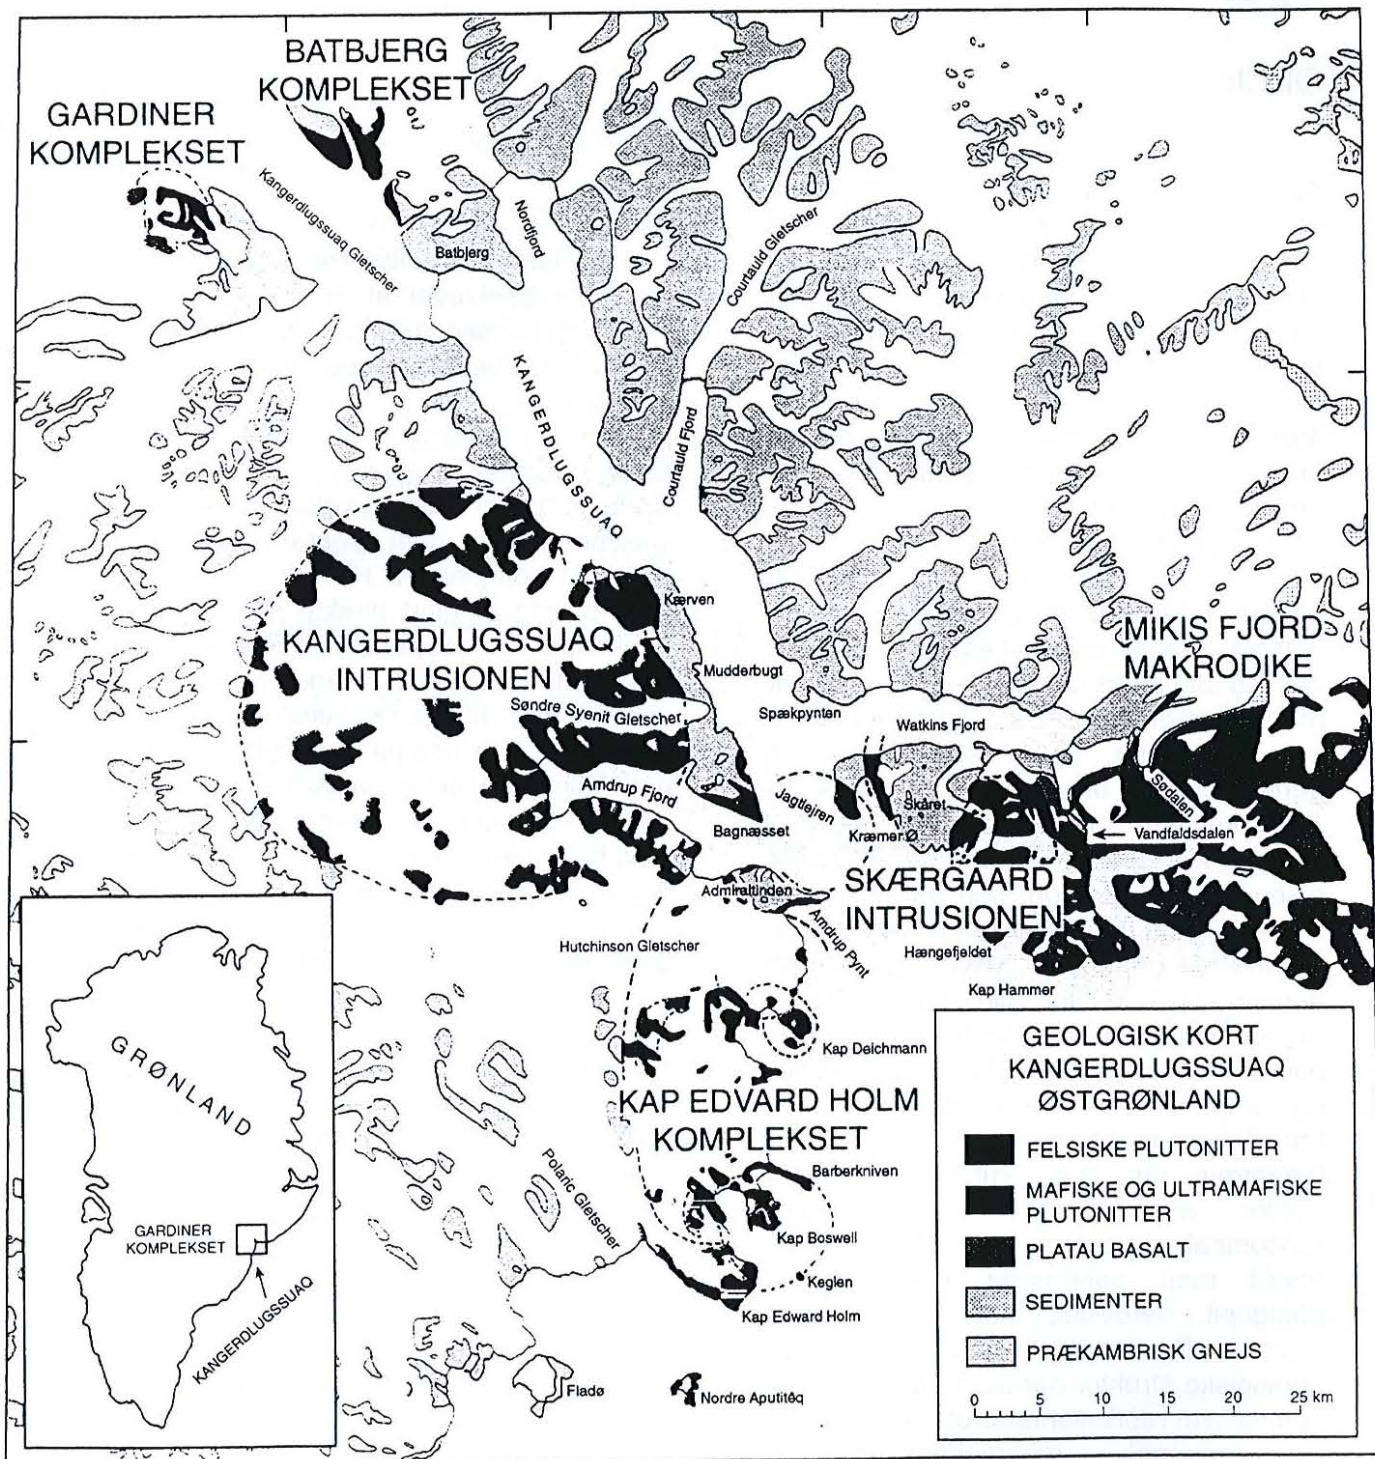 BATBJERG
KOMPLEKSET
GARDINER
KOMPLEKSET
Kangerdlugssuaq Gletscher
Batbjerg
Nordfjord
Courtauld Gletscher
KANGERDLUGSSUAQ
Courtauld Fjord
Kærven
KANGERDLUGSSUAQ
INTRUSIONEN
Mudderbugt
Søndre Syenit Gletscher
Spækpynten
Watkins Fjord
MIKIS FJORD
MAKRODIKE
Amdrup Fjord
Bagnæsset
Jagtlejren
Skåret
Kræmer Ø
Sødalen
Vandfaldsdalen
Admiraltinden
SKÆRGAARD
INTRUSIONEN
Amdrup Pynt
Hutchinson Gletscher
Hængefjeldet
Kap Hammer
Kap Deichmann
KAP EDVARD HOLM
KOMPLEKSET
Barberkniven
Polaric Gletscher
Kap Boswell
Keglen
Kap Edward Holm
Fladø
Nordre Aputitêq
GRØNLAND
GARDINER
KOMPLEKSET
KANGERDLUGSSUAQ
GEOLOGISK KORT
KANGERDLUGSSUAQ
ØSTGRØNLAND
FELSISKE PLUTONITTER
MAFISKE OG ULTRAMAFISKE
PLUTONITTER
PLATAU BASALT
SEDIMENTER
PRÆKAMBRISK GNEJS
0 5 10 15 20 25 km